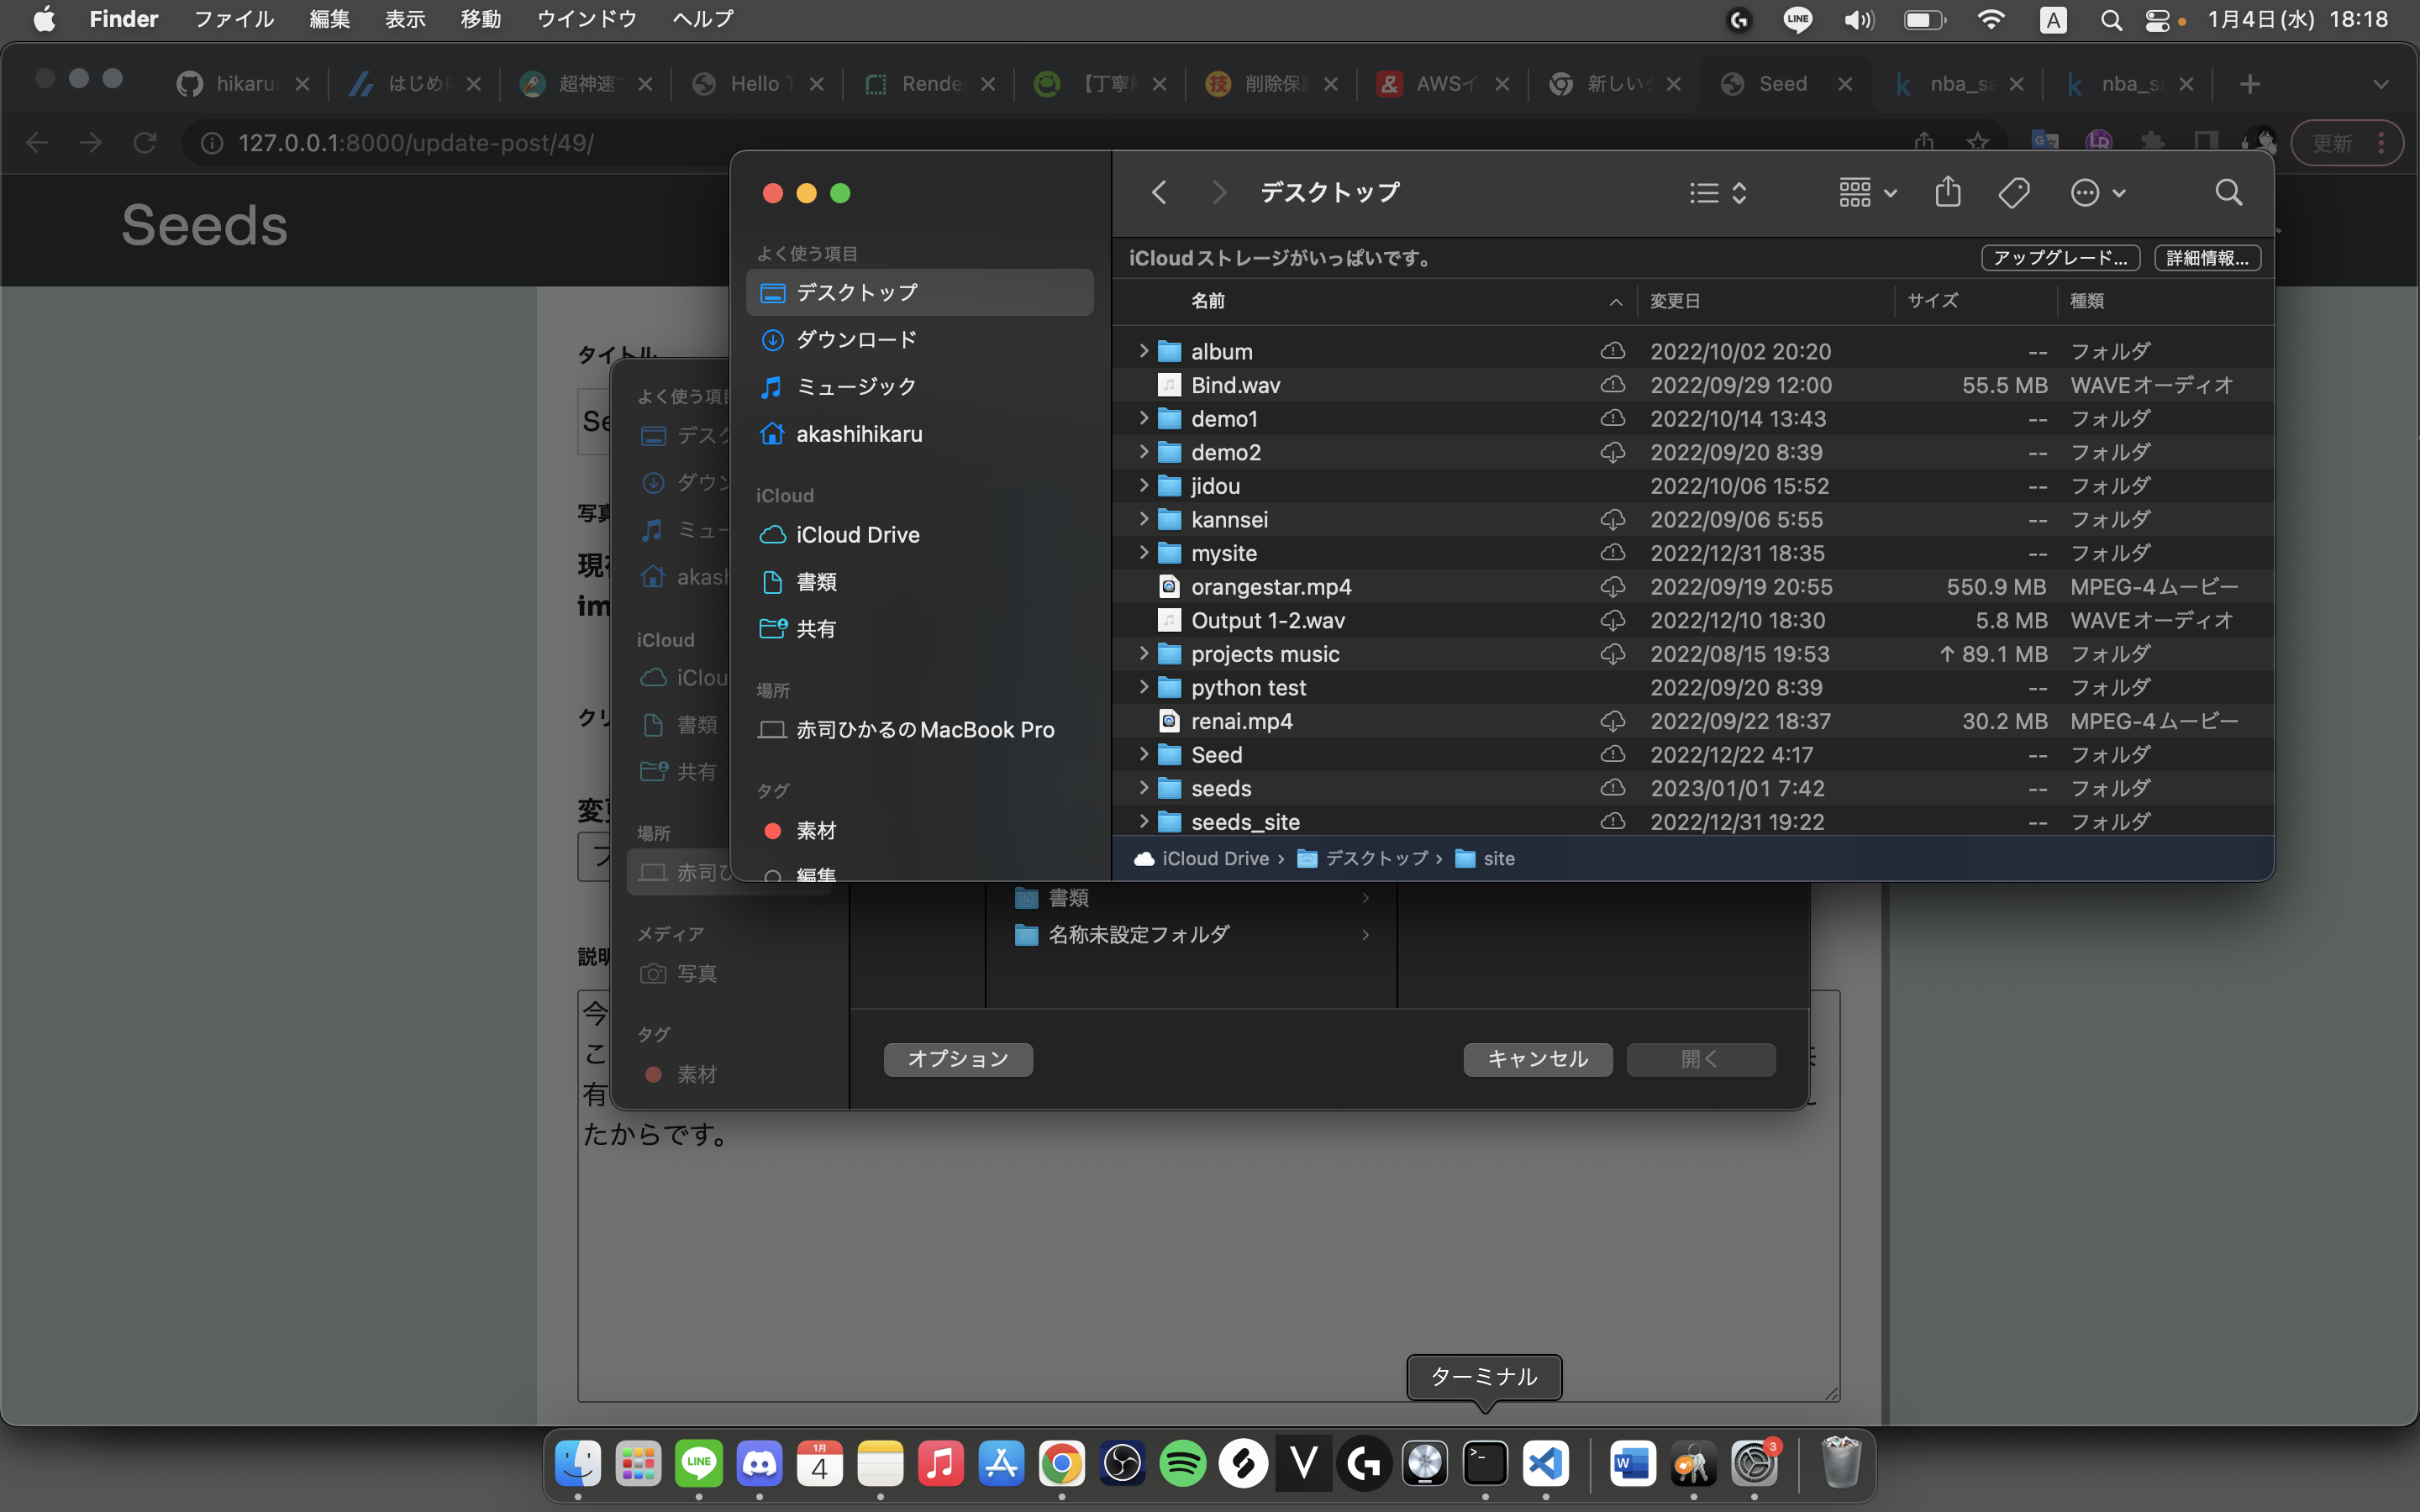 Finder ファイル 編集 表示 移動 ウインドウ ヘルプ
LINE
A
1月4日(水) 18:18
hikarua
はじめに
超神速
Hello T
Render
【丁寧
技 削除保
AWSイ
新しい
Seed
nba_sa
nba_sa
127.0.0.1:8000/update-post/49/
更新
Seeds
デスクトップ
iCloudストレージがいっぱいです。
アップグレード...
詳細情報...
名前 変更日 サイズ 種類
album 2022/10/02 20:20 -- フォルダ
Bind.wav 2022/09/29 12:00 55.5 MB WAVEオーディオ
demo1 2022/10/14 13:43 -- フォルダ
demo2 2022/09/20 8:39 -- フォルダ
jidou 2022/10/06 15:52 -- フォルダ
kannsei 2022/09/06 5:55 -- フォルダ
mysite 2022/12/31 18:35 -- フォルダ
orangestar.mp4 2022/09/19 20:55 550.9 MB MPEG-4ムービー
Output 1-2.wav 2022/12/10 18:30 5.8 MB WAVEオーディオ
projects music 2022/08/15 19:53 ↑ 89.1 MB フォルダ
python test 2022/09/20 8:39 -- フォルダ
renai.mp4 2022/09/22 18:37 30.2 MB MPEG-4ムービー
Seed 2022/12/22 4:17 -- フォルダ
seeds 2023/01/01 7:42 -- フォルダ
seeds_site 2022/12/31 19:22 -- フォルダ
iCloud Drive › デスクトップ › site
よく使う項目
デスクトップ
ダウンロード
ミュージック
akashihikaru
iCloud
iCloud Drive
書類
共有
場所
赤司ひかるのMacBook Pro
タグ
素材
編集
タイトル
Se
写真
現在
im
クリ
変更
フ
説明
今
こ
有
たからです。
よく使う項目
デスク
ダウン
ミュー
akash
iCloud
iClou
書類
共有
場所
赤司ひ
メディア
写真
タグ
素材
書類
名称未設定フォルダ
オプション
キャンセル
開く
ターミナル
LINE
1月
4
W
3